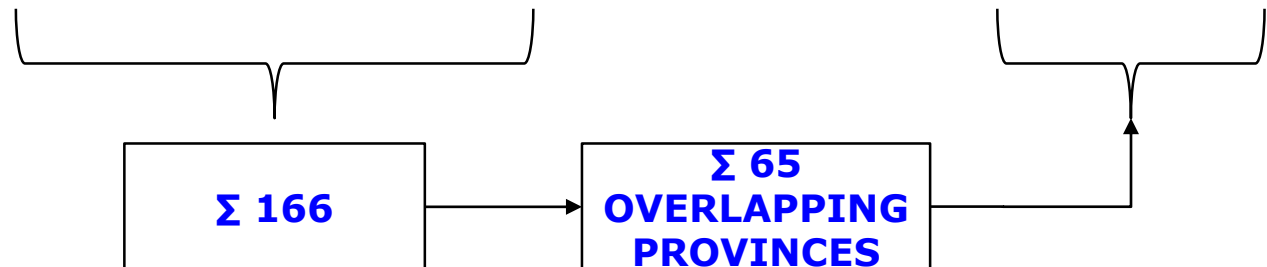 Σ 166
Σ 65
OVERLAPPING
PROVINCES